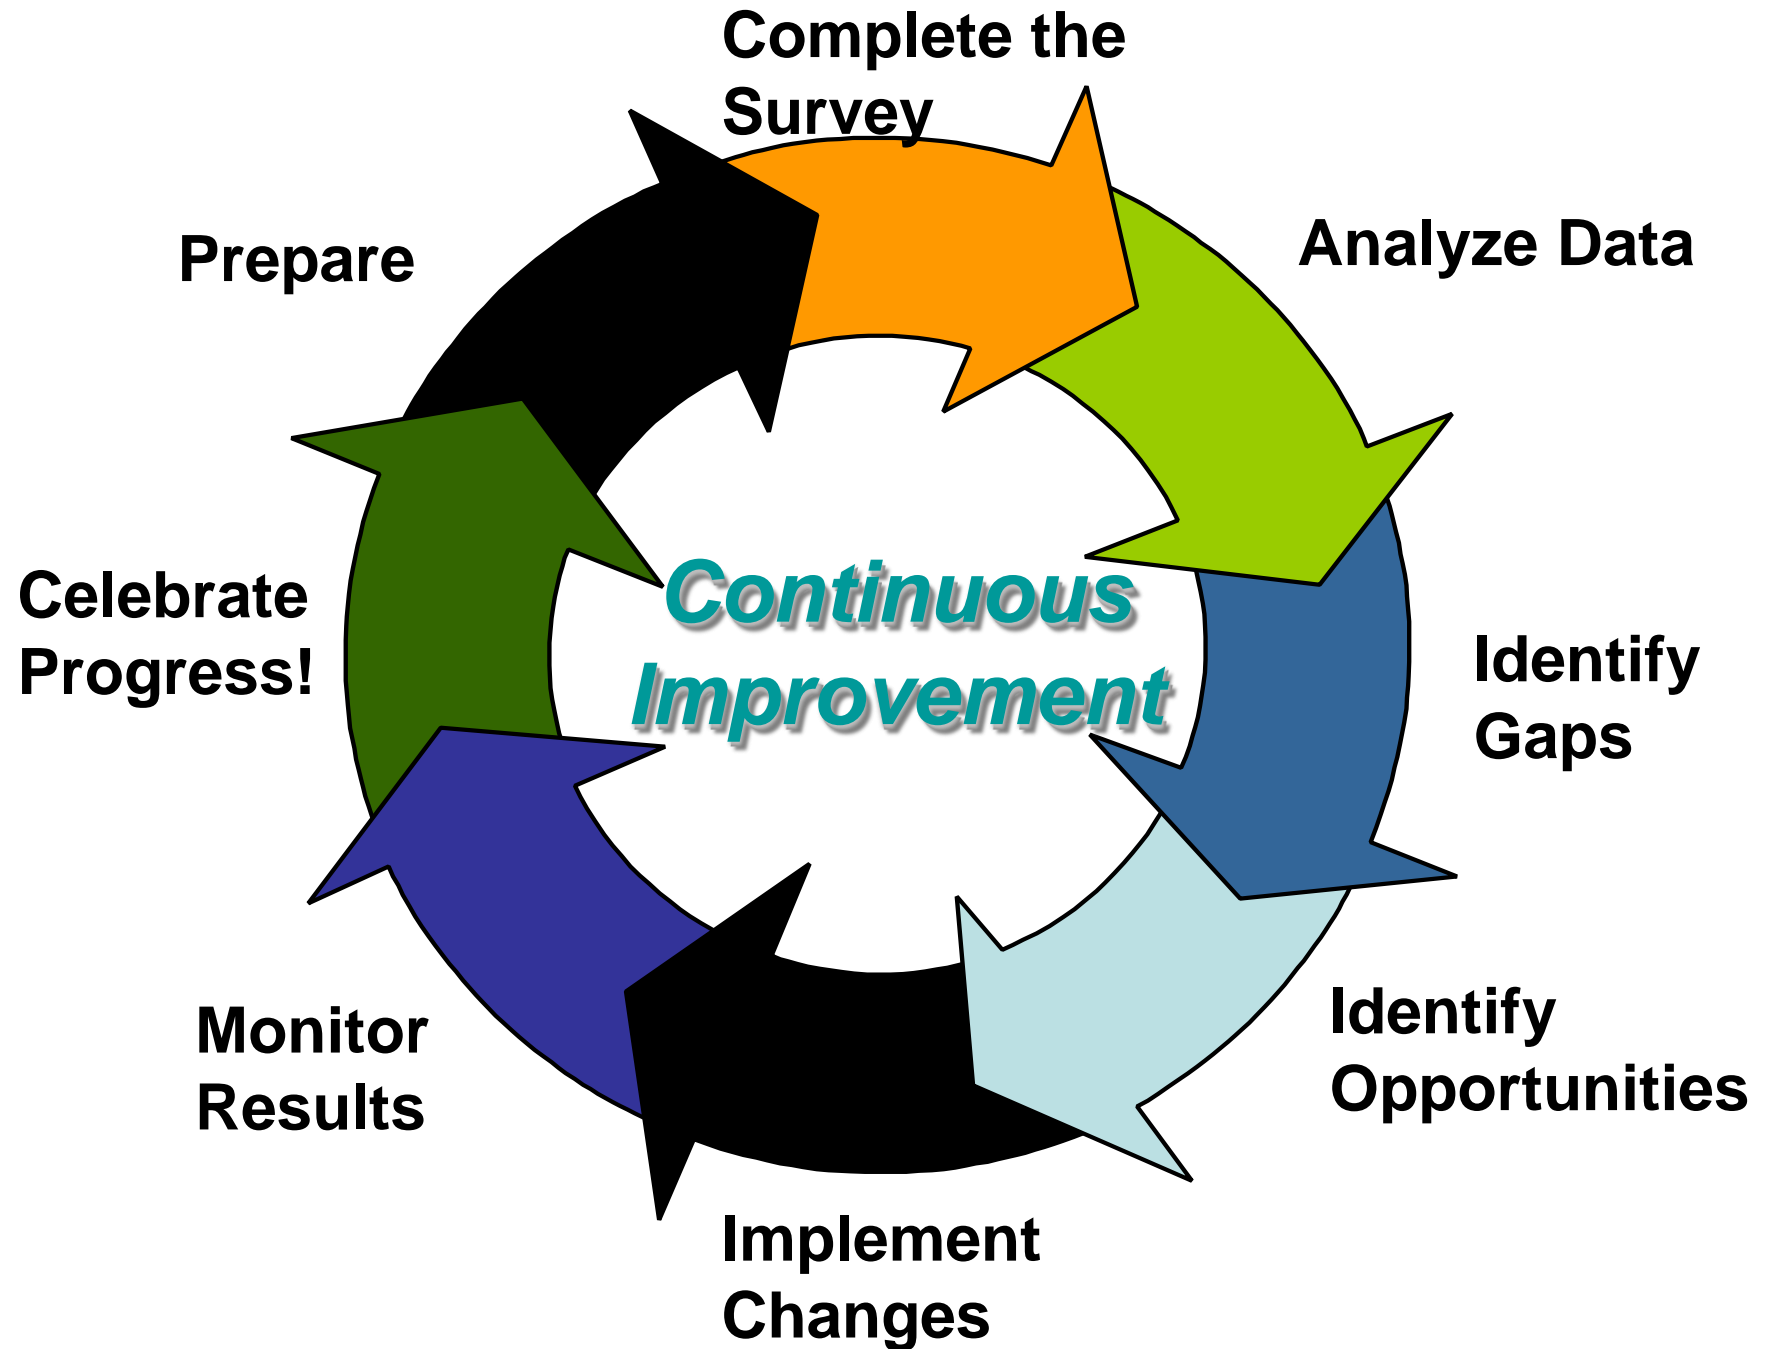 Complete the
Survey
Prepare
Analyze Data
Celebrate
Progress!
Continuous
Improvement
Identify
Gaps
Monitor
Results
Identify
Opportunities
Implement
Changes